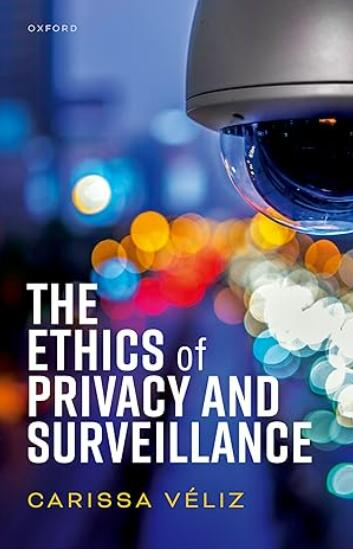 OXFORD
THE
ETHICS of
PRIVACY AND
SURVEILLANCE
CARISSA VÉLIZ